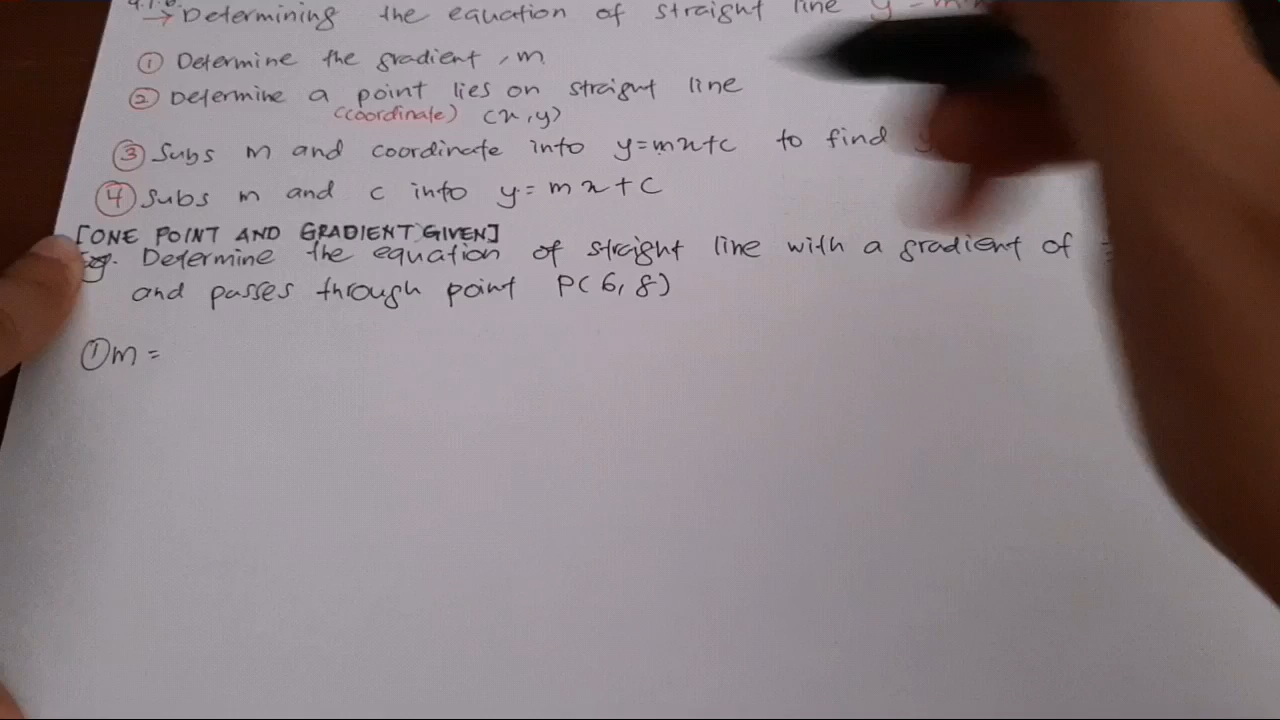 → Determining the equation of straight line y = m
① Determine the gradient, m
② Determine a point lies on straight line
(coordinate) (x, y)
③ Subs m and coordinate into y=mx+c to find
④ Subs m and c into y = mx+c
[ONE POINT AND GRADIENT GIVEN]
eg. Determine the equation of straight line with a gradient of
and passes through point P(6, 8)
① m =